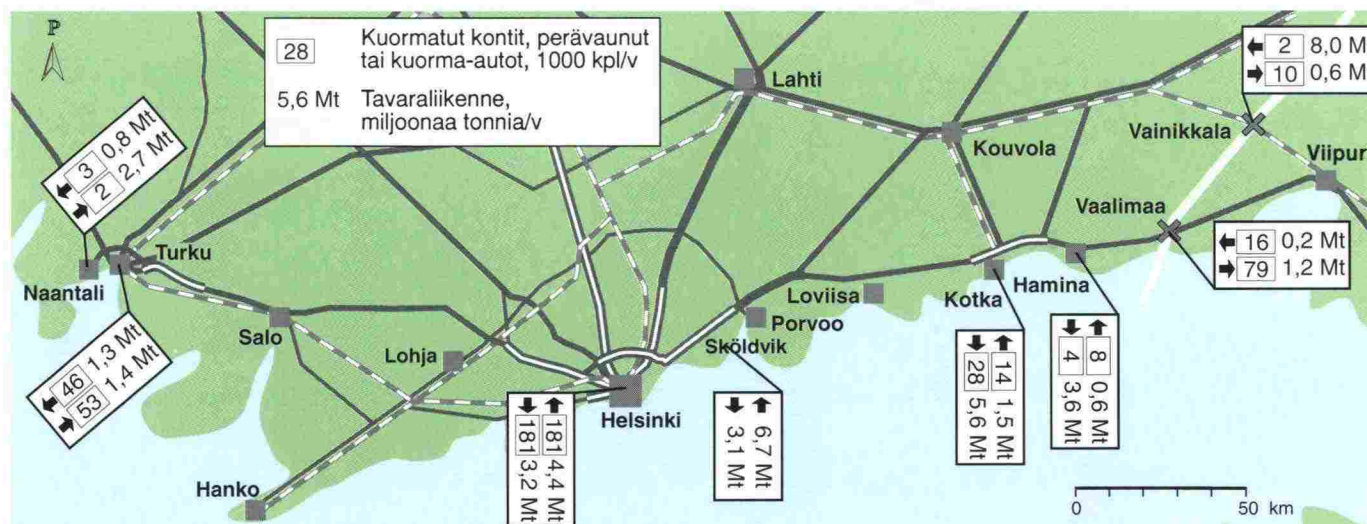 P
28 Kuormatut kontit, perävaunut
tai kuorma-autot, 1000 kpl/v
5,6 Mt Tavaraliikenne,
miljoonaa tonnia/v
2 8,0 M
10 0,6 M
Lahti
Kouvola
Vainikkala
Viipur
Vaalimaa
16 0,2 Mt
79 1,2 Mt
3 0,8 Mt
2 2,7 Mt
Turku
Naantali
46 1,3 Mt
53 1,4 Mt
Salo
Lohja
Hanko
Helsinki
181 4,4 Mt
181 3,2 Mt
Sköldvik
6,7 Mt
3,1 Mt
Porvoo
Loviisa
Kotka
14 1,5 Mt
28 5,6 Mt
Hamina
8 0,6 Mt
4 3,6 Mt
0 50 km